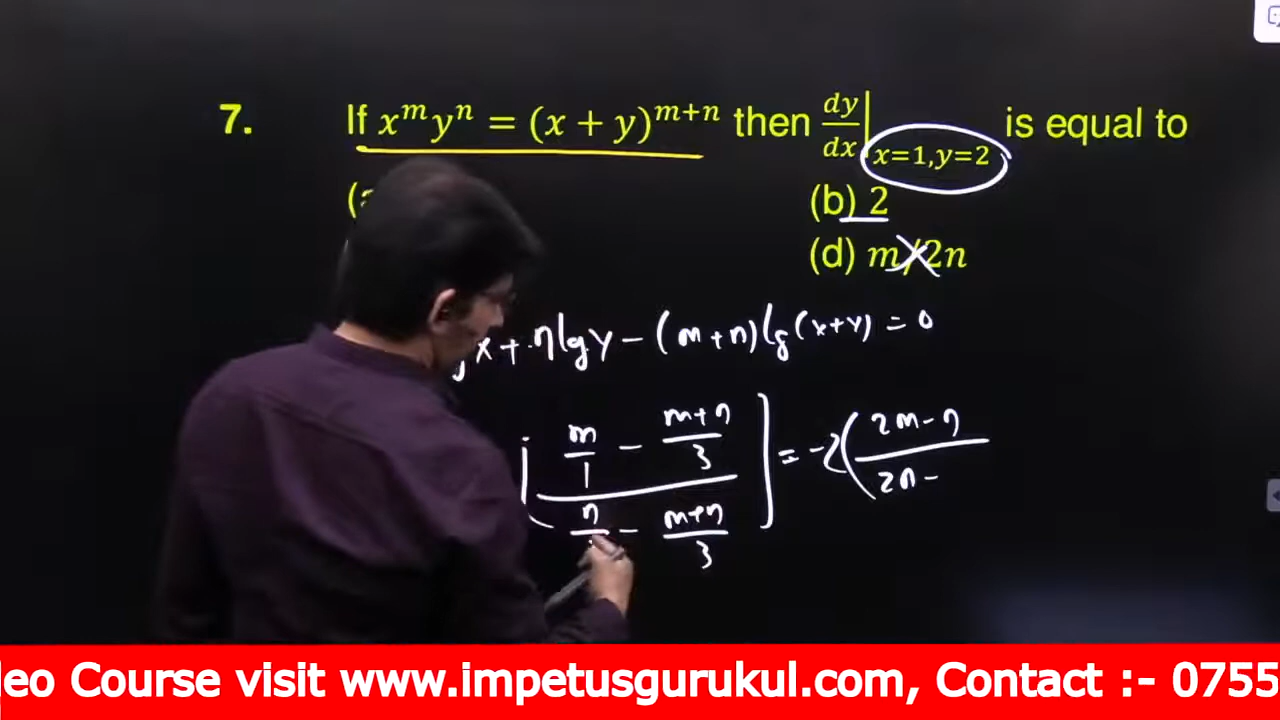 7. If x^m y^n = (x + y)^{m+n} then dy/dx |_{x=1,y=2} is equal to
(a
(b) 2
(d) m/2n
x + n lg y - (m+n) lg (x+y) = 0
[ (m/1 - (m+n)/3) / (n/ - (m+n)/3) ] = -2 ( (2m-n) / (2n-
leo Course visit www.impetusgurukul.com, Contact :- 0755